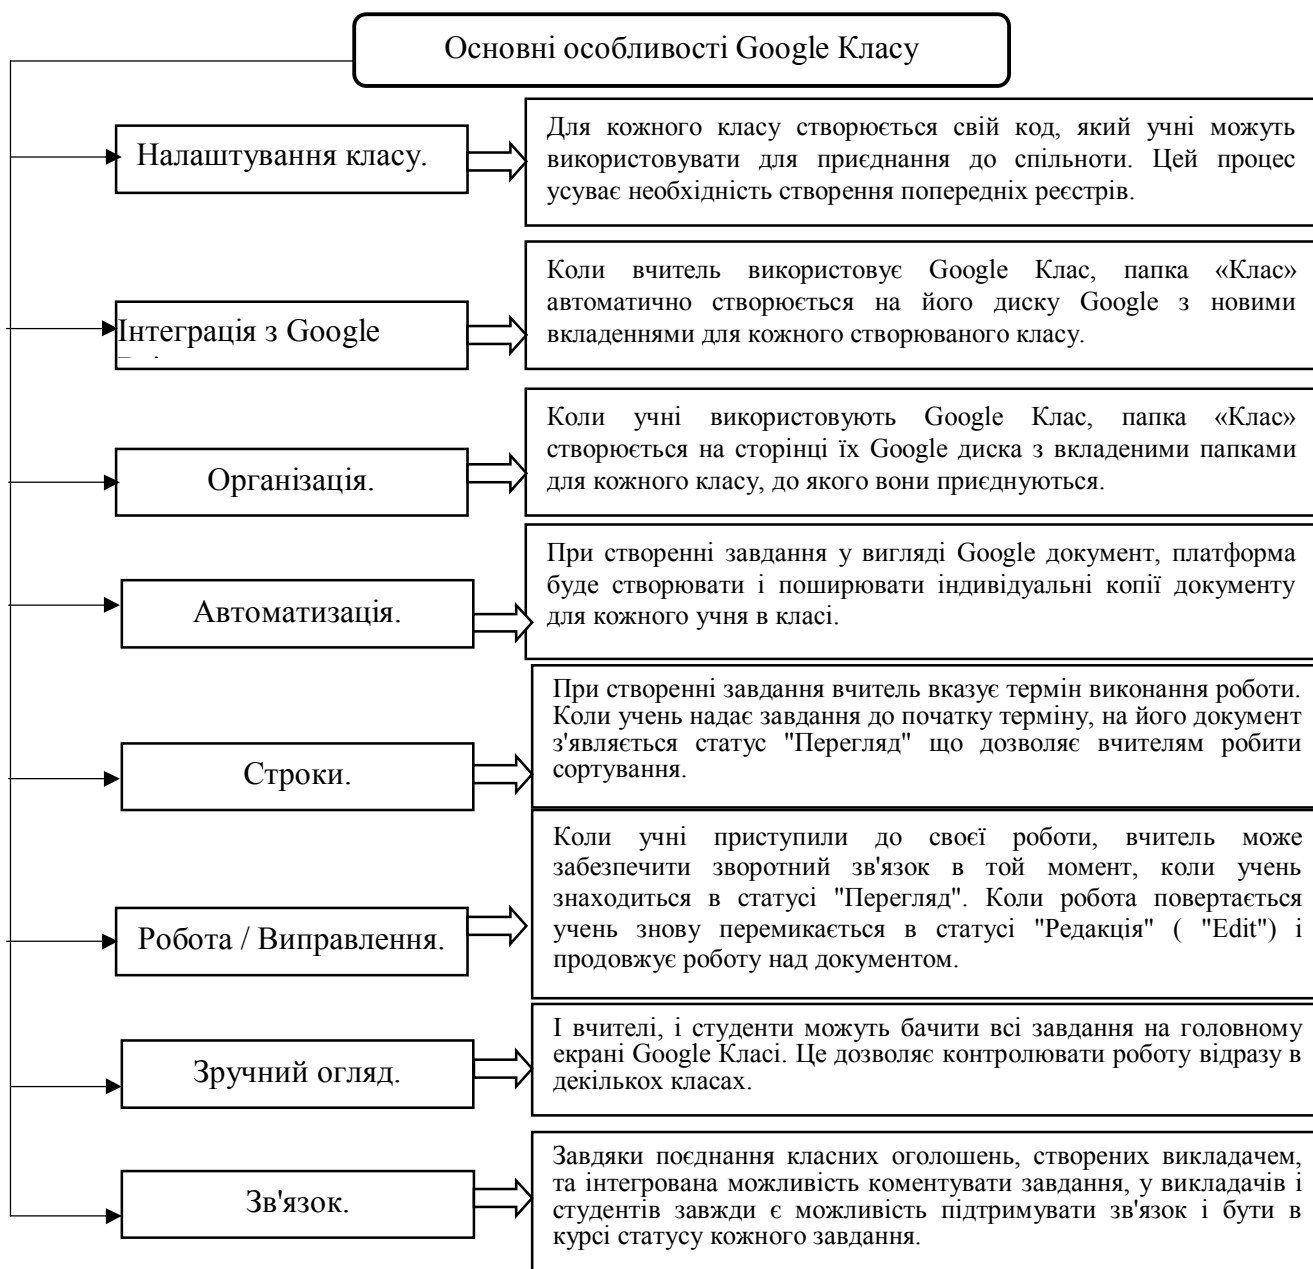 Основні особливості Google Класу
Налаштування класу.
Для кожного класу створюється свій код, який учні можуть
використовувати для приєднання до спільноти. Цей процес
усуває необхідність створення попередніх реєстрів.
Інтеграція з Google
Коли вчитель використовує Google Клас, папка «Клас»
автоматично створюється на його диску Google з новими
вкладеннями для кожного створюваного класу.
Організація.
Коли учні використовують Google Клас, папка «Клас»
створюється на сторінці їх Google диска з вкладеними папками
для кожного класу, до якого вони приєднуються.
Автоматизація.
При створенні завдання у вигляді Google документ, платформа
буде створювати і поширювати індивідуальні копії документу
для кожного учня в класі.
Строки.
При створенні завдання вчитель вказує термін виконання роботи.
Коли учень надає завдання до початку терміну, на його документ
з'являється статус "Перегляд" що дозволяє вчителям робити
сортування.
Робота / Виправлення.
Коли учні приступили до своєї роботи, вчитель може
забезпечити зворотний зв'язок в той момент, коли учень
знаходиться в статусі "Перегляд". Коли робота повертається
учень знову перемикається в статусі "Редакція" ( "Edit") і
продовжує роботу над документом.
Зручний огляд.
І вчителі, і студенти можуть бачити всі завдання на головному
екрані Google Класі. Це дозволяє контролювати роботу відразу в
декількох класах.
Зв'язок.
Завдяки поєднання класних оголошень, створених викладачем,
та інтегрована можливість коментувати завдання, у викладачів і
студентів завжди є можливість підтримувати зв'язок і бути в
курсі статусу кожного завдання.